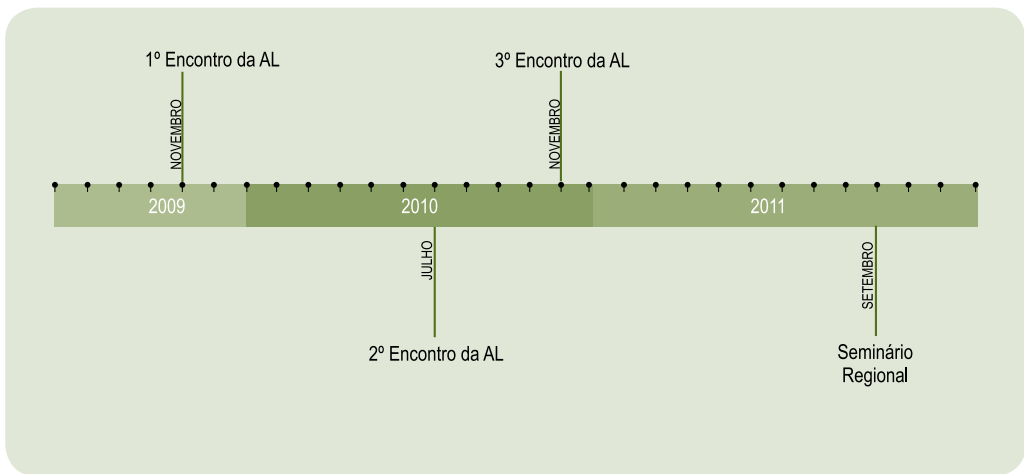 1º Encontro da AL
3º Encontro da AL
NOVEMBRO
NOVEMBRO
2009
2010
2011
JULHO
SETEMBRO
2º Encontro da AL
Seminário
Regional